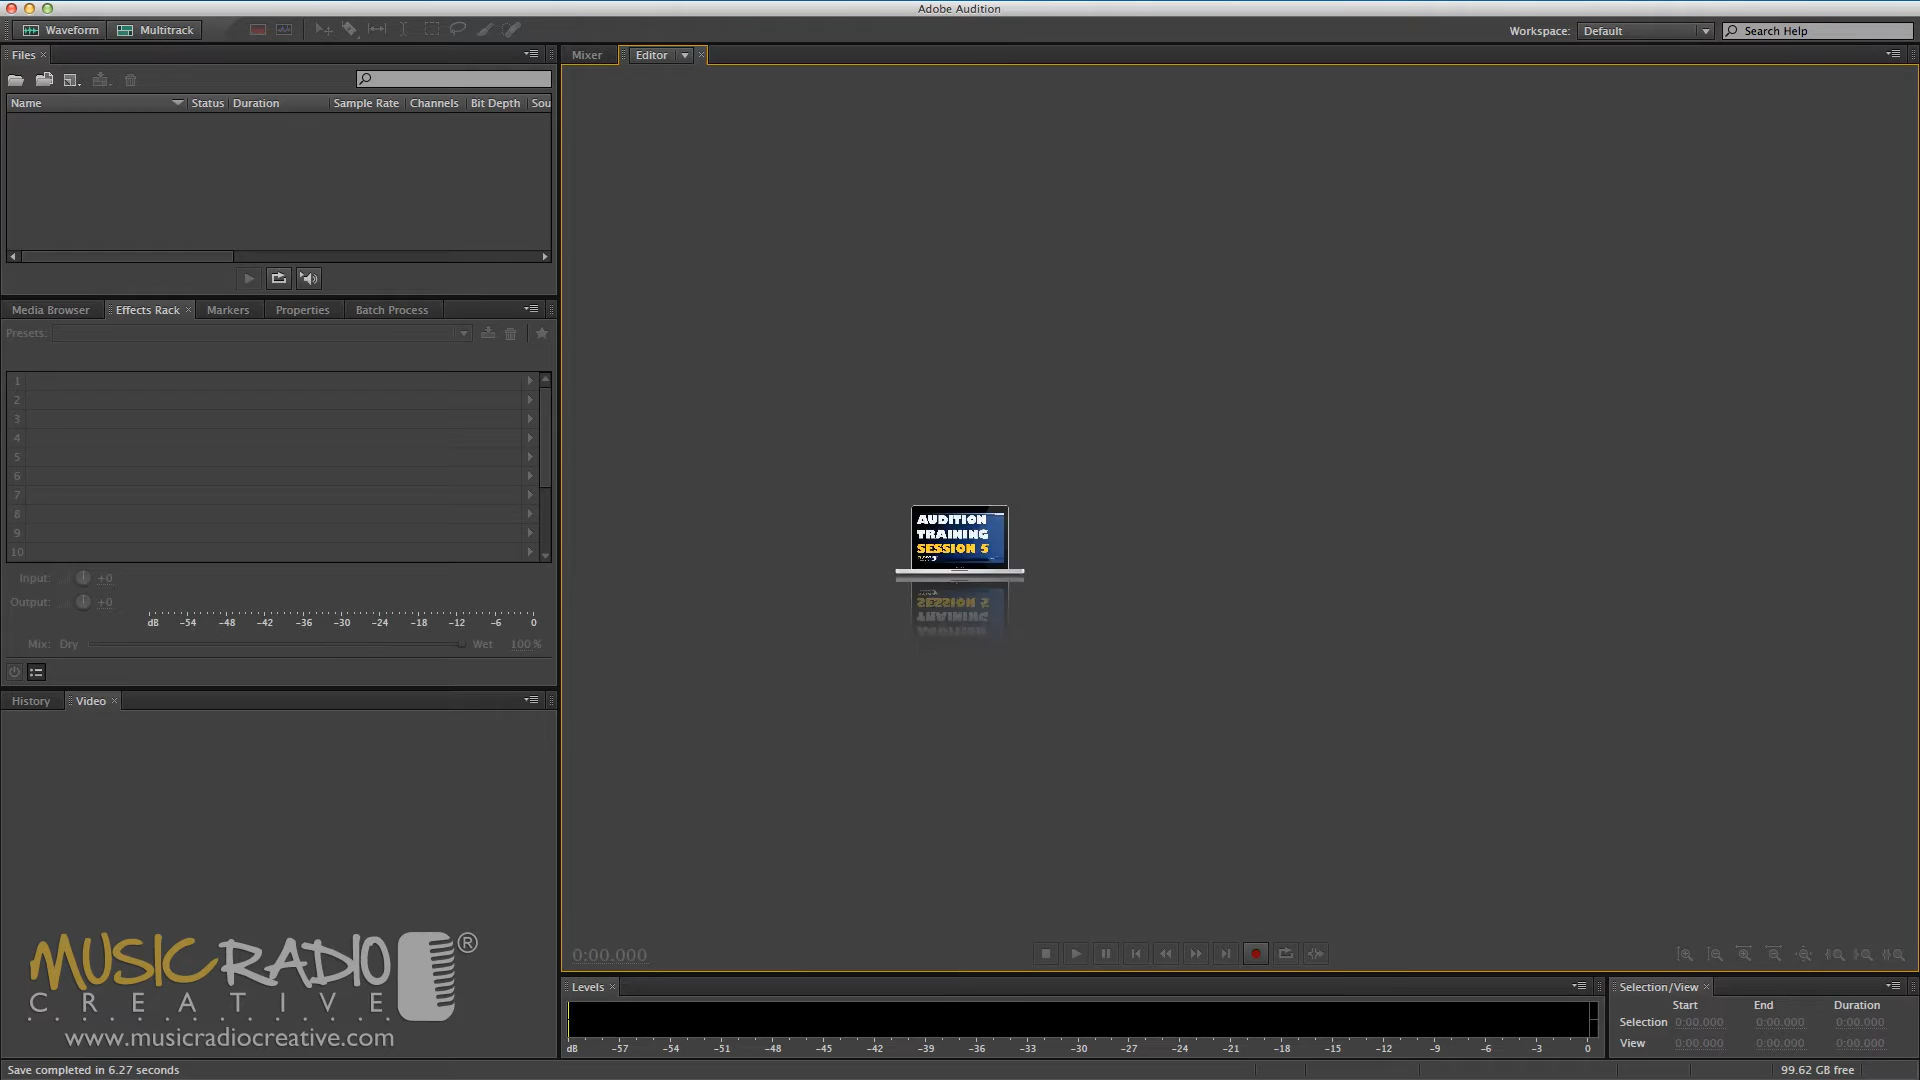 Adobe Audition
Waveform Multitrack
Workspace: Default Search Help
Files
Name Status Duration Sample Rate Channels Bit Depth Sou
Media Browser Effects Rack Markers Properties Batch Process
Presets:
1
2
3
4
5
6
7
8
9
10
Input: +0
Output: +0
dB -54 -48 -42 -36 -30 -24 -18 -12 -6 0
Mix: Dry Wet 100 %
History Video
MUSIC RADIO ®
CREATIVE
www.musicradiocreative.com
Save completed in 6.27 seconds
Mixer Editor
AUDITION
TRAINING
SESSION 5
0:00.000
Levels
dB -57 -54 -51 -48 -45 -42 -39 -36 -33 -30 -27 -24 -21 -18 -15 -12 -9 -6 -3 0
Selection/View
Start End Duration
Selection 0:00.000 0:00.000 0:00.000
View 0:00.000 0:00.000 0:00.000
99.62 GB free